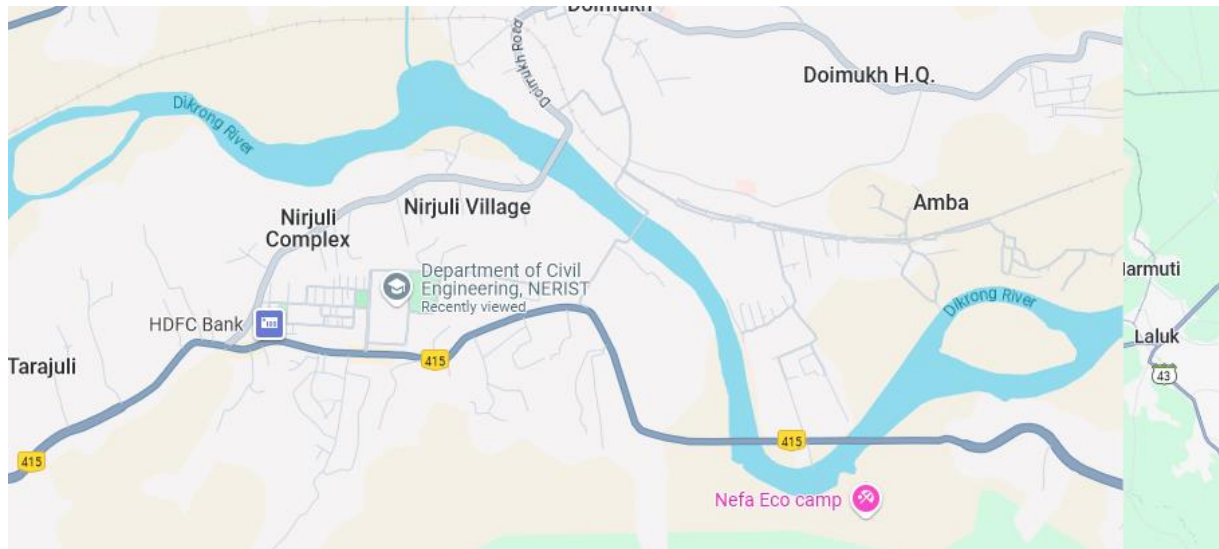 Doimukh
Doimukh Road
Doimukh H.Q.
Dikrong River
Nirjuli Village
Nirjuli
Complex
Amba
Department of Civil
Engineering, NERIST
Recently viewed
HDFC Bank
Dikrong River
Tarajuli
415
415
415
Nefa Eco camp
Laluk
43